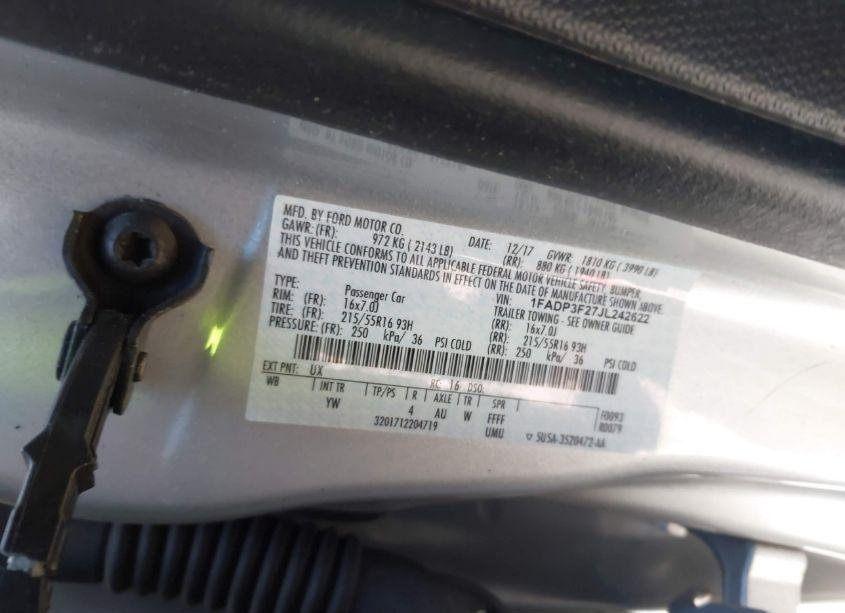 MFD. BY FORD MOTOR CO.
DATE: 12/17 GVWR: 1810 KG ( 3990 LB)
GAWR: (FR): 972 KG ( 2143 LB) (RR): 880 KG ( 1940 LB)
THIS VEHICLE CONFORMS TO ALL APPLICABLE FEDERAL MOTOR VEHICLE SAFETY, BUMPER,
AND THEFT PREVENTION STANDARDS IN EFFECT ON THE DATE OF MANUFACTURE SHOWN ABOVE.
VIN: 1FADP3F27JL242622
TYPE: Passenger Car TRAILER TOWING - SEE OWNER GUIDE
RIM: (FR): 16x7.0J (RR): 16x7.0J
TIRE: (FR): 215/55R16 93H (RR): 215/55R16 93H
PRESSURE: (FR): 250 kPa/ 36 PSI COLD (RR): 250 kPa/ 36 PSI COLD
EXT PNT: UX RC: 16 DSO:
WB INT TR TP/PS R AXLE TR SPR F0093
YW 4 AU W FFFF R0079
3201712204719 UMU ▽ 5U5A-3520472-AA